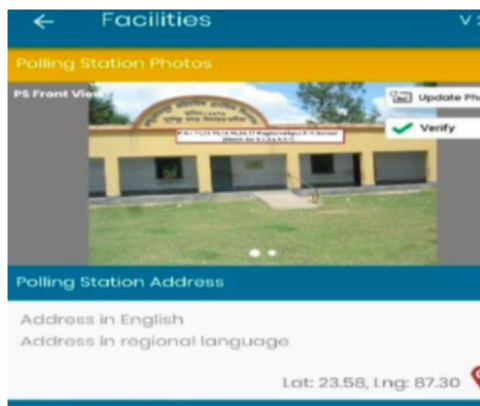 ← Facilities V
Polling Station Photos
PS Front View
Update Ph
Verify
Polling Station Address
Address in English
Address in regional language
Lat: 23.58, Lng: 87.30